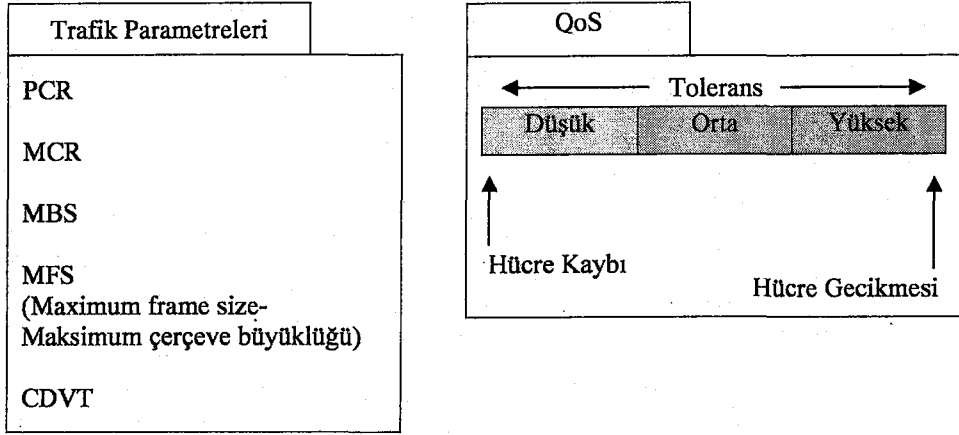 Trafik Parametreleri
PCR
MCR
MBS
MFS
(Maximum frame size-
Maksimum çerçeve büyüklüğü)
CDVT
QoS
Tolerans
Düşük Orta Yüksek
Hücre Kaybı
Hücre Gecikmesi